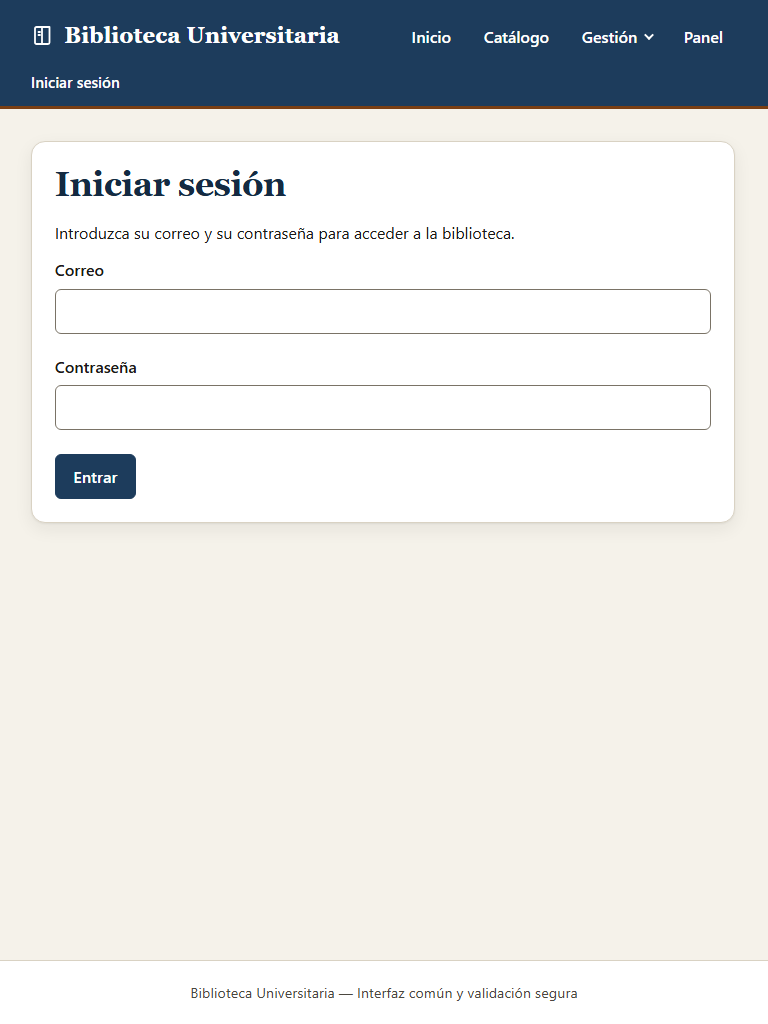 Biblioteca Universitaria
Inicio
Catálogo
Gestión
Panel
Iniciar sesión
Iniciar sesión
Introduzca su correo y su contraseña para acceder a la biblioteca.
Correo
Contraseña
Entrar
Biblioteca Universitaria — Interfaz común y validación segura